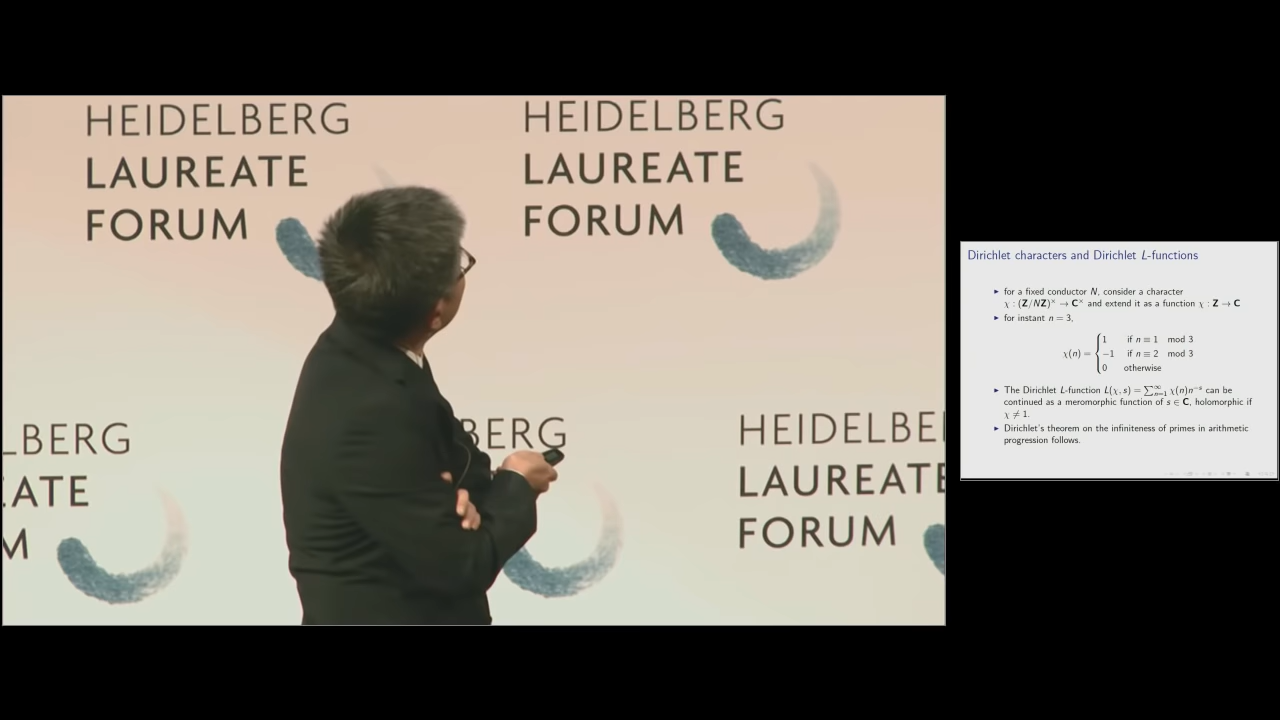 HEIDELBERG
LAUREATE
FORUM
HEIDELBERG
LAUREATE
FORUM
LBERG
ATE
M
BERG
HEIDELBE
LAUREATE
FORUM
Dirichlet characters and Dirichlet L-functions
▸ for a fixed conductor N, consider a character
χ : (Z/NZ)× → C× and extend it as a function χ : Z → C
▸ for instant n = 3,
χ(n) = { 1 if n ≡ 1 mod 3
−1 if n ≡ 2 mod 3
0 otherwise
▸ The Dirichlet L-function L(χ, s) = ∑_{n=1}^{∞} χ(n)n^{−s} can be
continued as a meromorphic function of s ∈ C, holomorphic if
χ ≠ 1.
▸ Dirichlet's theorem on the infiniteness of primes in arithmetic
progression follows.